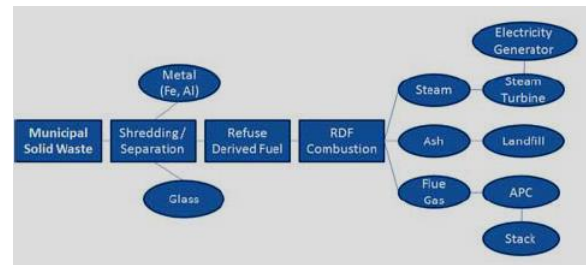 Electricity
Generator
Metal
(Fe, Al)
Steam
Steam
Turbine
Municipal
Solid Waste
Shredding/
Separation
Refuse
Derived Fuel
RDF
Combustion
Ash
Landfill
Glass
Flue
Gas
APC
Stack